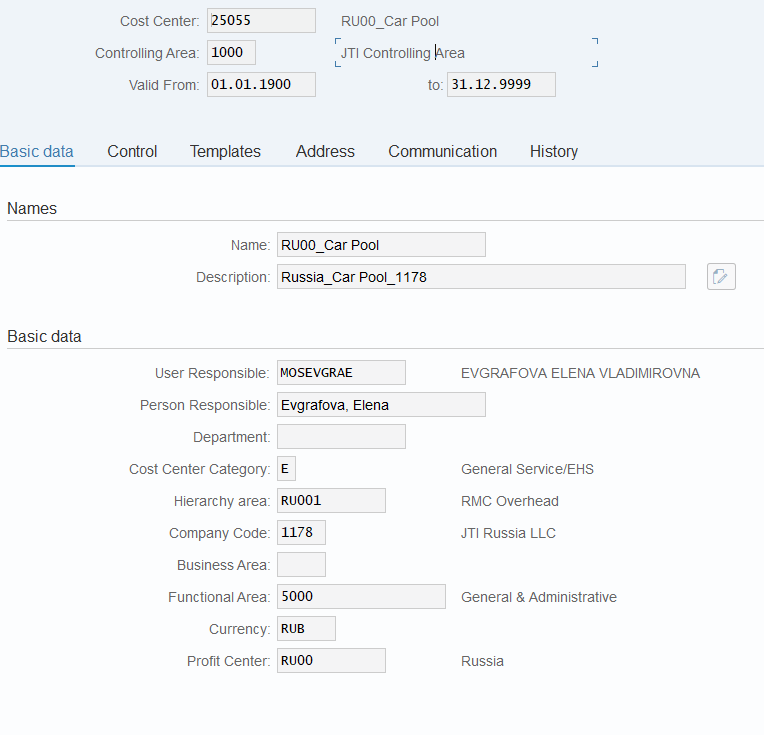 Cost Center: 25055 RU00_Car Pool
Controlling Area: 1000 JTI Controlling Area
Valid From: 01.01.1900 to: 31.12.9999
Basic data Control Templates Address Communication History
Names
Name: RU00_Car Pool
Description: Russia_Car Pool_1178
Basic data
User Responsible: MOSEVGRAE EVGRAFOVA ELENA VLADIMIROVNA
Person Responsible: Evgrafova, Elena
Department:
Cost Center Category: E General Service/EHS
Hierarchy area: RU001 RMC Overhead
Company Code: 1178 JTI Russia LLC
Business Area:
Functional Area: 5000 General & Administrative
Currency: RUB
Profit Center: RU00 Russia